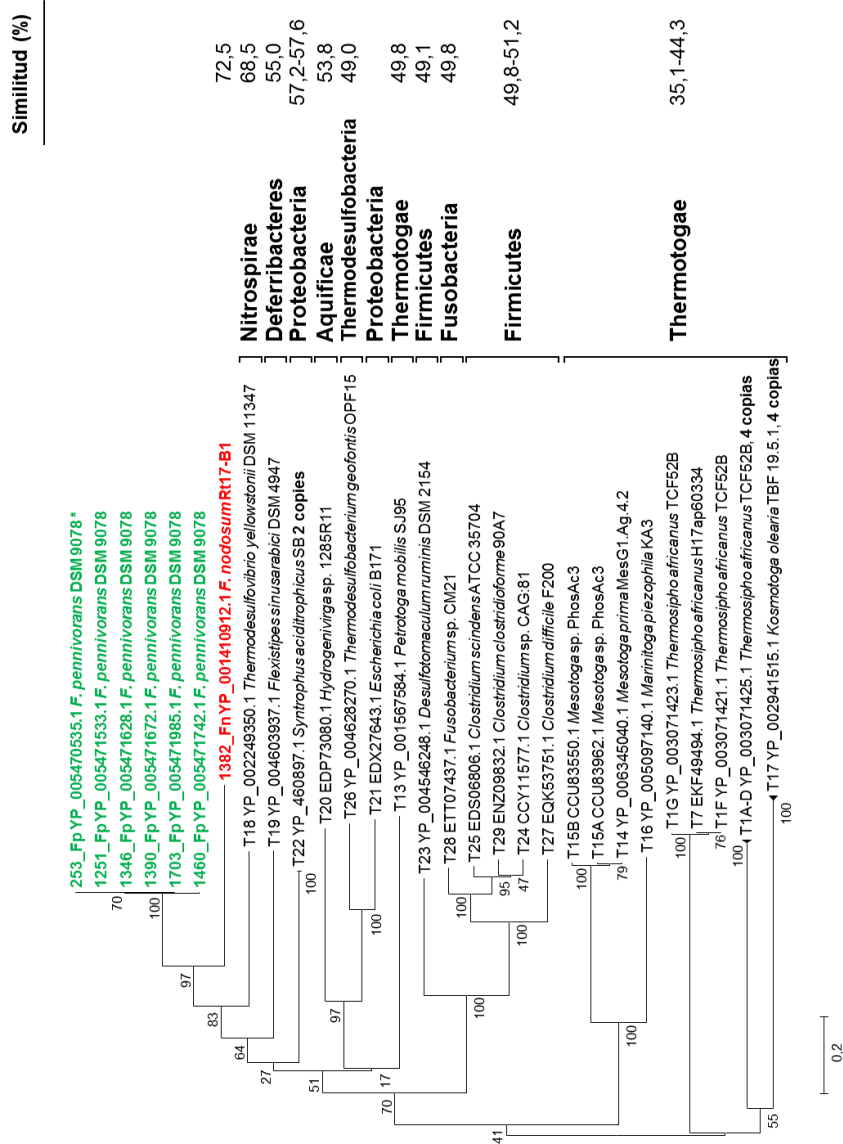 Similitud (%)
253_Fp YP_005470535.1 F. pennivorans DSM 9078*
1251_Fp YP_005471533.1 F. pennivorans DSM 9078
1346_Fp YP_005471628.1 F. pennivorans DSM 9078
1390_Fp YP_005471672.1 F. pennivorans DSM 9078
1703_Fp YP_005471985.1 F. pennivorans DSM 9078
1460_Fp YP_005471742.1 F. pennivorans DSM 9078
1382_Fn YP_001410912.1 F. nodosum Rt17-B1
72,5
T18 YP_002249350.1 Thermodesulfovibrio yellowstonii DSM 11347
Nitrospirae
68,5
T19 YP_004603937.1 Flexistipes sinusarabici DSM 4947
Deferribacteres
55,0
T22 YP_460897.1 Syntrophus aciditrophicus SB 2 copies
Proteobacteria
57,2-57,6
T20 EDP73080.1 Hydrogenivirga sp. 1285R11
Aquificae
53,8
T26 YP_004628270.1 Thermodesulfobacterium geofontis OPF15
Thermodesulfobacteria
49,0
T21 EDX27643.1 Escherichia coli B171
Proteobacteria
T13 YP_001567584.1 Petrotoga mobilis SJ95
Thermotogae
49,8
T23 YP_004546248.1 Desulfotomaculum ruminis DSM 2154
Firmicutes
49,1
T28 ETT07437.1 Fusobacterium sp. CM21
Fusobacteria
49,8
T25 EDS06806.1 Clostridium scindens ATCC 35704
T29 ENZ09832.1 Clostridium clostridioforme 90A7
T24 CCY11577.1 Clostridium sp. CAG:81
T27 EQK53751.1 Clostridium difficile F200
Firmicutes
49,8-51,2
T15B CCU83550.1 Mesotoga sp. PhosAc3
T15A CCU83962.1 Mesotoga sp. PhosAc3
T14 YP_006345040.1 Mesotoga prima MesG1.Ag.4.2
T16 YP_005097140.1 Marinitoga piezophila KA3
T1G YP_003071423.1 Thermosipho africanus TCF52B
T7 EKF49494.1 Thermosipho africanus H17ap60334
T1F YP_003071421.1 Thermosipho africanus TCF52B
T1A-D YP_003071425.1 Thermosipho africanus TCF52B, 4 copias
T17 YP_002941515.1 Kosmotoga olearia TBF 19.5.1, 4 copias
Thermotogae
35,1-44,3
70
100
97
83
64
27
100
51
97
100
17
70
100
95
47
100
100
100
79
100
41
100
76
100
100
55
0,2